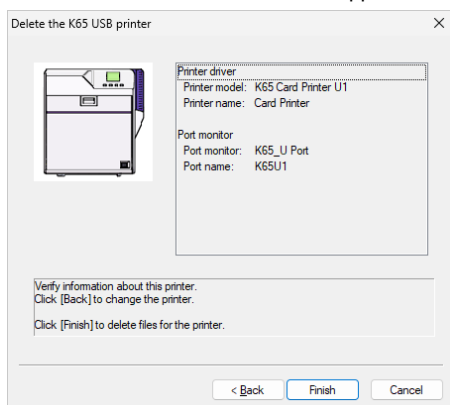 Delete the K65 USB printer
Printer driver
Printer model: K65 Card Printer U1
Printer name: Card Printer
Port monitor
Port monitor: K65_U Port
Port name: K65U1
Verify information about this printer.
Click [Back] to change the printer.
Click [Finish] to delete files for the printer.
< Back Finish Cancel